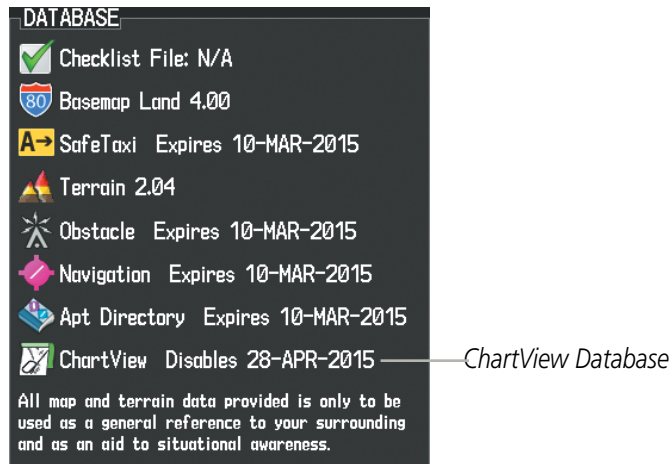 DATABASE
Checklist File: N/A
80 Basemap Land 4.00
A→ SafeTaxi Expires 10-MAR-2015
Terrain 2.04
Obstacle Expires 10-MAR-2015
Navigation Expires 10-MAR-2015
Apt Directory Expires 10-MAR-2015
ChartView Disables 28-APR-2015 ChartView Database
All map and terrain data provided is only to be
used as a general reference to your surrounding
and as an aid to situational awareness.